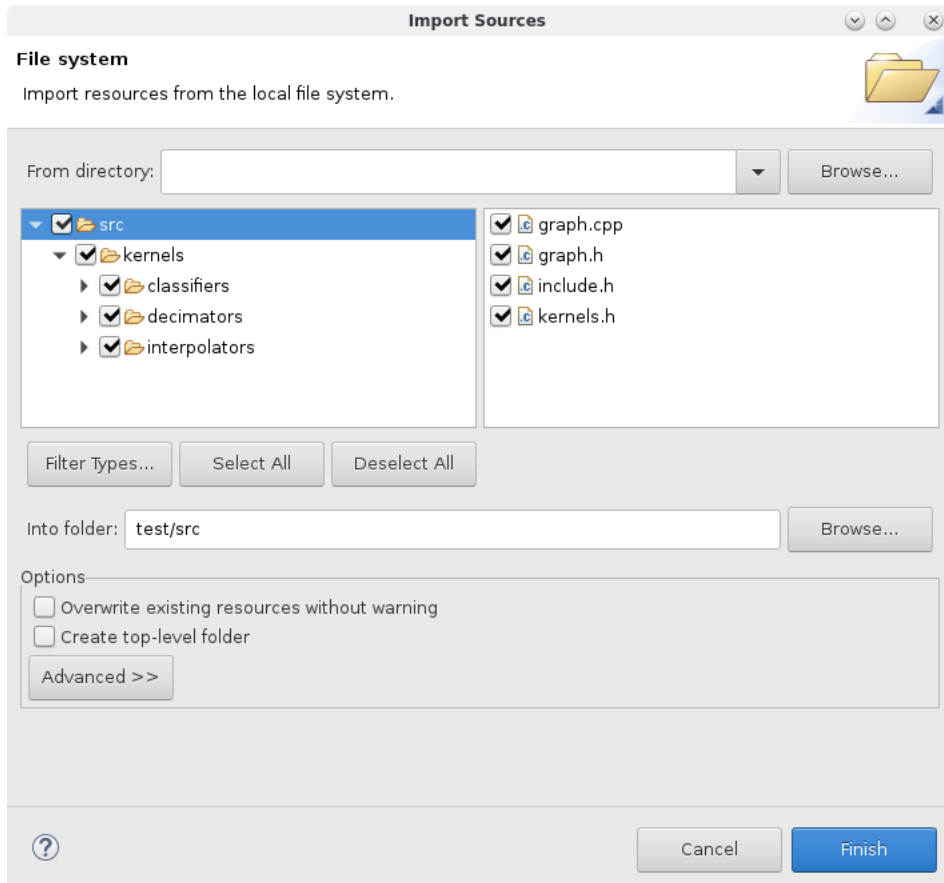 Import Sources
File system
Import resources from the local file system.
From directory:
Browse...
src
kernels
classifiers
decimators
interpolators
graph.cpp
graph.h
include.h
kernels.h
Filter Types...
Select All
Deselect All
Into folder: test/src
Browse...
Options
Overwrite existing resources without warning
Create top-level folder
Advanced >>
Cancel
Finish